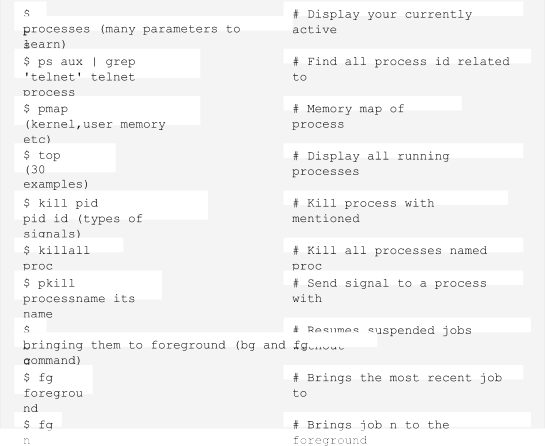 $
# Display your currently
processes (many parameters to
active
learn)
$ ps aux | grep
# Find all process id related
'telnet' telnet
to
process
$ pmap
# Memory map of
(kernel,user memory
process
etc)
$ top
# Display all running
(30
processes
examples)
$ kill pid
# Kill process with
pid id (types of
mentioned
signals)
$ killall
# Kill all processes named
proc
proc
$ pkill
# Send signal to a process
processname its
with
name
$
# Resumes suspended jobs
bringing them to foreground (bg and fg
command)
$ fg
# Brings the most recent job
foregrou
to
nd
$ fg
# Brings job n to the
n
foreground